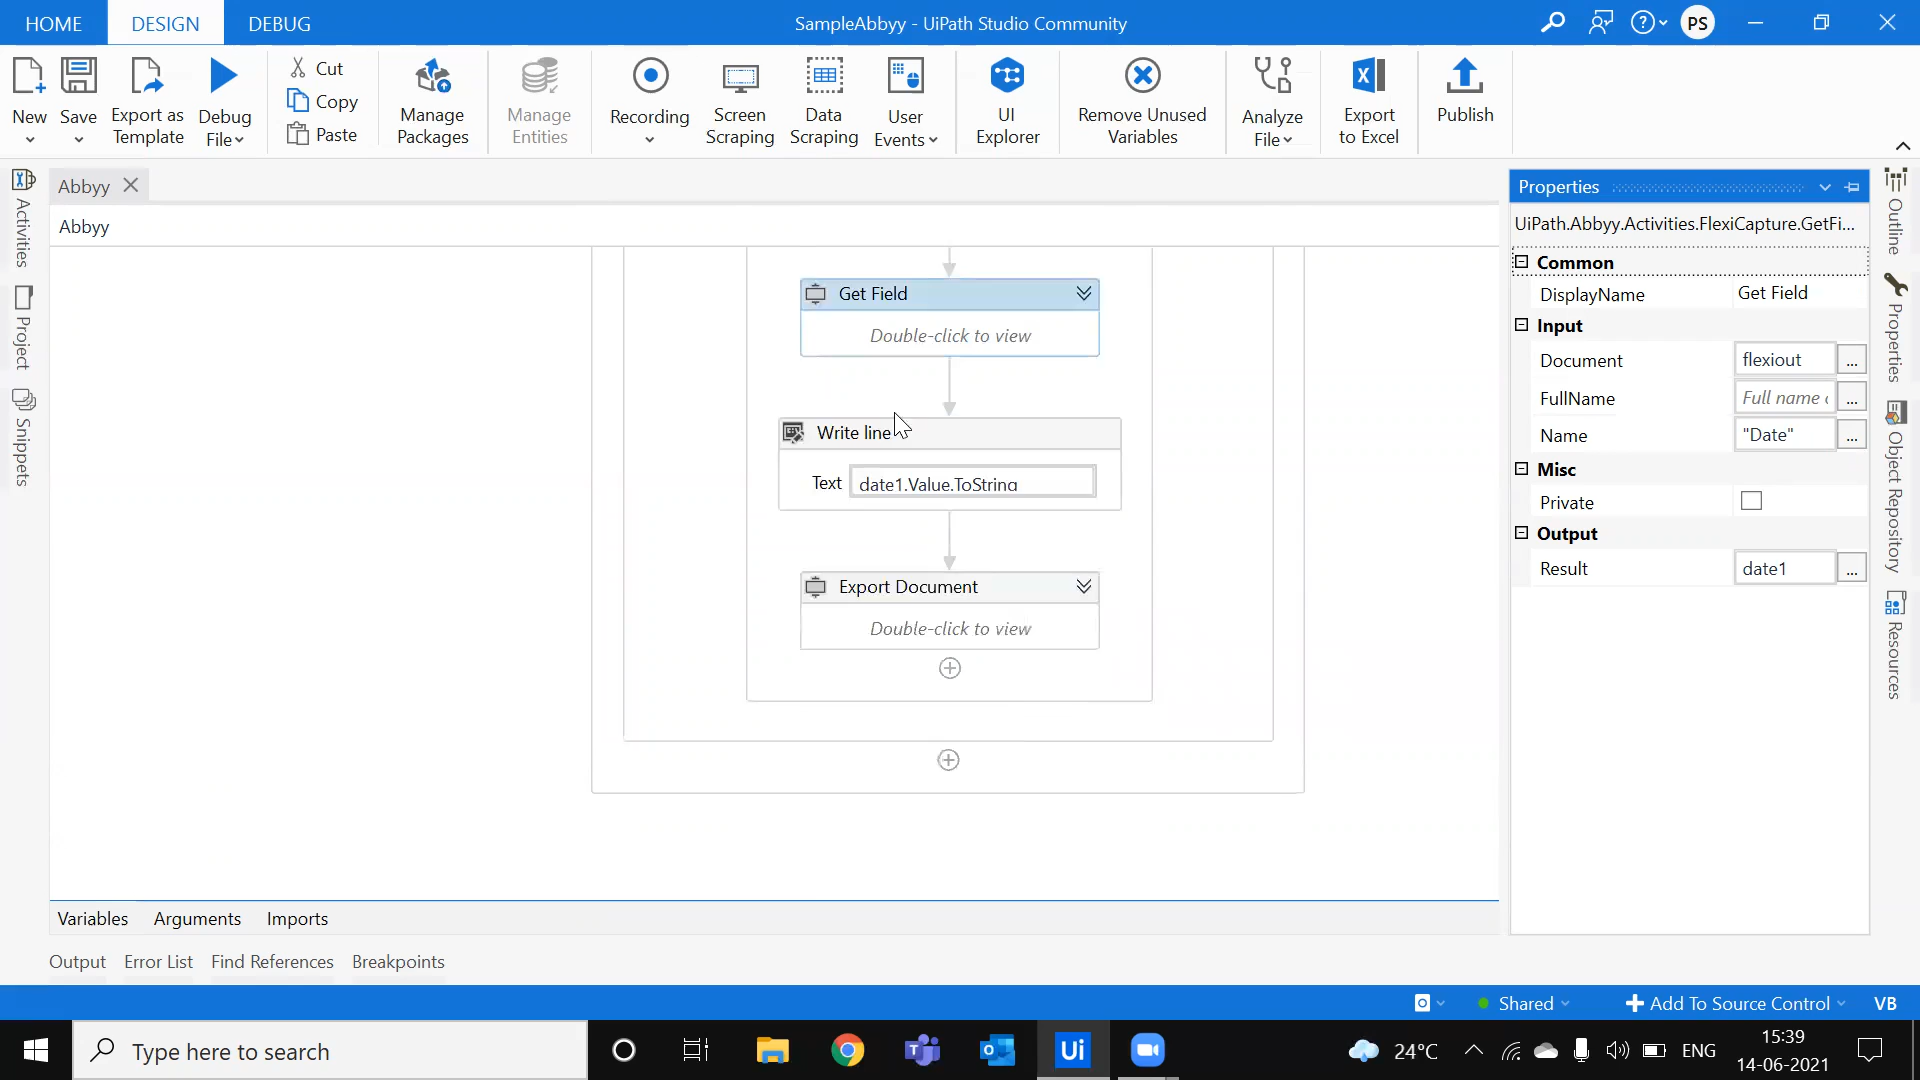 HOME DESIGN DEBUG SampleAbbyy - UiPath Studio Community PS
New Save Export as Template Debug File Cut Copy Paste Manage Packages Manage Entities Recording Screen Scraping Data Scraping User Events UI Explorer Remove Unused Variables Analyze File Export to Excel Publish
Abbyy
Abbyy
Activities
Project
Snippets
Get Field
Double-click to view
Write line
Text date1.Value.ToString
Export Document
Double-click to view
Properties
UiPath.Abbyy.Activities.FlexiCapture.GetFi...
Common
DisplayName Get Field
Input
Document flexiout ...
FullName Full name ...
Name "Date" ...
Misc
Private
Output
Result date1 ...
Outline
Properties
Object Repository
Resources
Variables Arguments Imports
Output Error List Find References Breakpoints
Shared Add To Source Control VB
Type here to search
Ui
24°C
ENG
15:39
14-06-2021